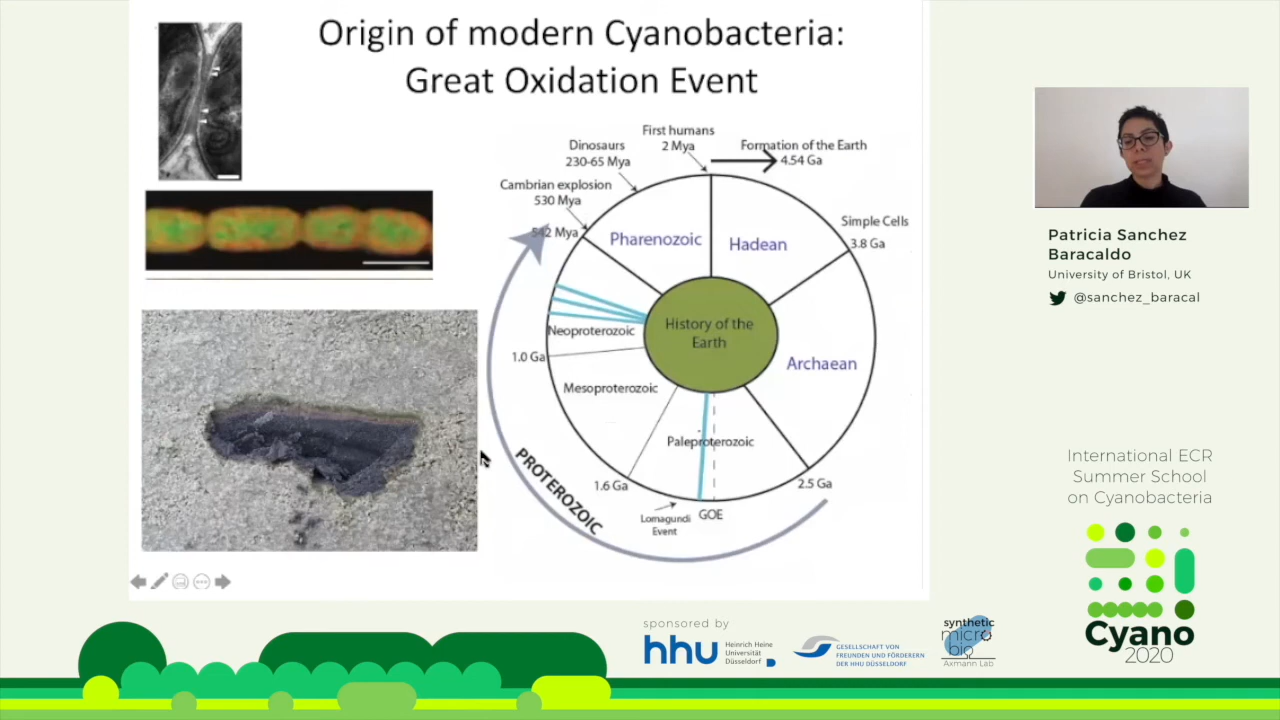 Origin of modern Cyanobacteria:
Great Oxidation Event
First humans
2 Mya
Formation of the Earth
4.54 Ga
Dinosaurs
230-65 Mya
Cambrian explosion
530 Mya
542 Mya
Simple Cells
3.8 Ga
Pharenozoic
Hadean
History of the
Earth
Archaean
Neoproterozoic
1.0 Ga
Mesoproterozoic
Paleproterozoic
1.6 Ga
2.5 Ga
PROTEROZOIC
Lomagundi
Event
GOE
Patricia Sanchez
Baracaldo
University of Bristol, UK
@sanchez_baracal
International ECR
Summer School
on Cyanobacteria
Cyano
2020
sponsored by
hhu
Heinrich Heine
Universität
Düsseldorf
GESELLSCHAFT VON
FREUNDEN UND FÖRDERERN
DER HHU DÜSSELDORF
synthetic
micro
bio
Axmann Lab